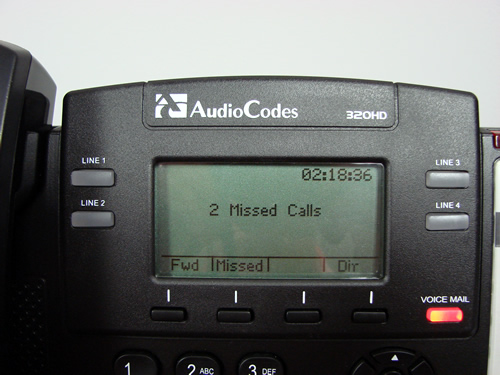 AudioCodes 320HD
LINE 1
LINE 2
02:18:36
2 Missed Calls
Fwd Missed Dir
LINE 3
LINE 4
VOICE MAIL
1 2 ABC 3 DEF